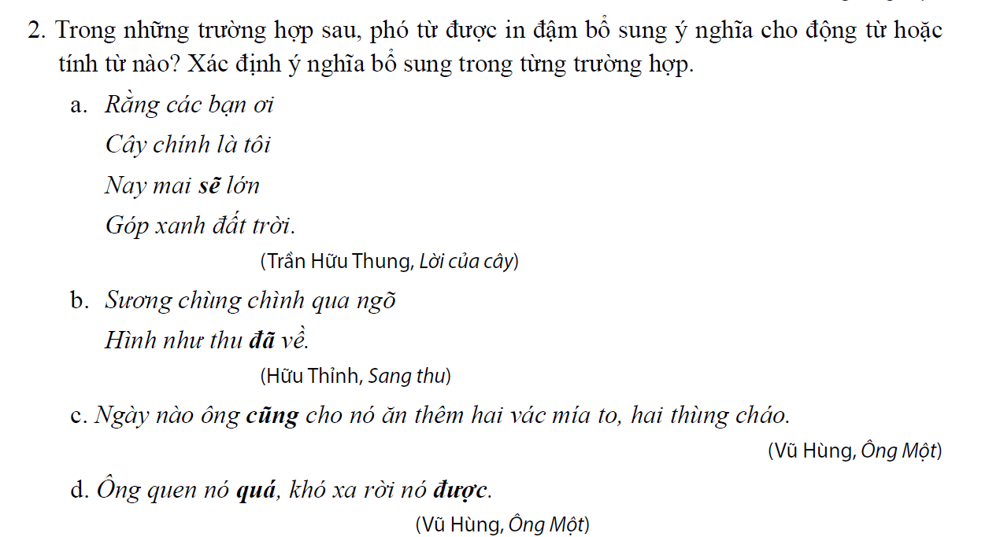 2. Trong những trường hợp sau, phó từ được in đậm bổ sung ý nghĩa cho động từ hoặc
tính từ nào? Xác định ý nghĩa bổ sung trong từng trường hợp.
a. Rằng các bạn ơi
Cây chính là tôi
Nay mai sẽ lớn
Góp xanh đất trời.
(Trần Hữu Thung, Lời của cây)
b. Sương chùng chình qua ngõ
Hình như thu đã về.
(Hữu Thỉnh, Sang thu)
c. Ngày nào ông cũng cho nó ăn thêm hai vác mía to, hai thùng cháo.
(Vũ Hùng, Ông Một)
d. Ông quen nó quá, khó xa rời nó được.
(Vũ Hùng, Ông Một)